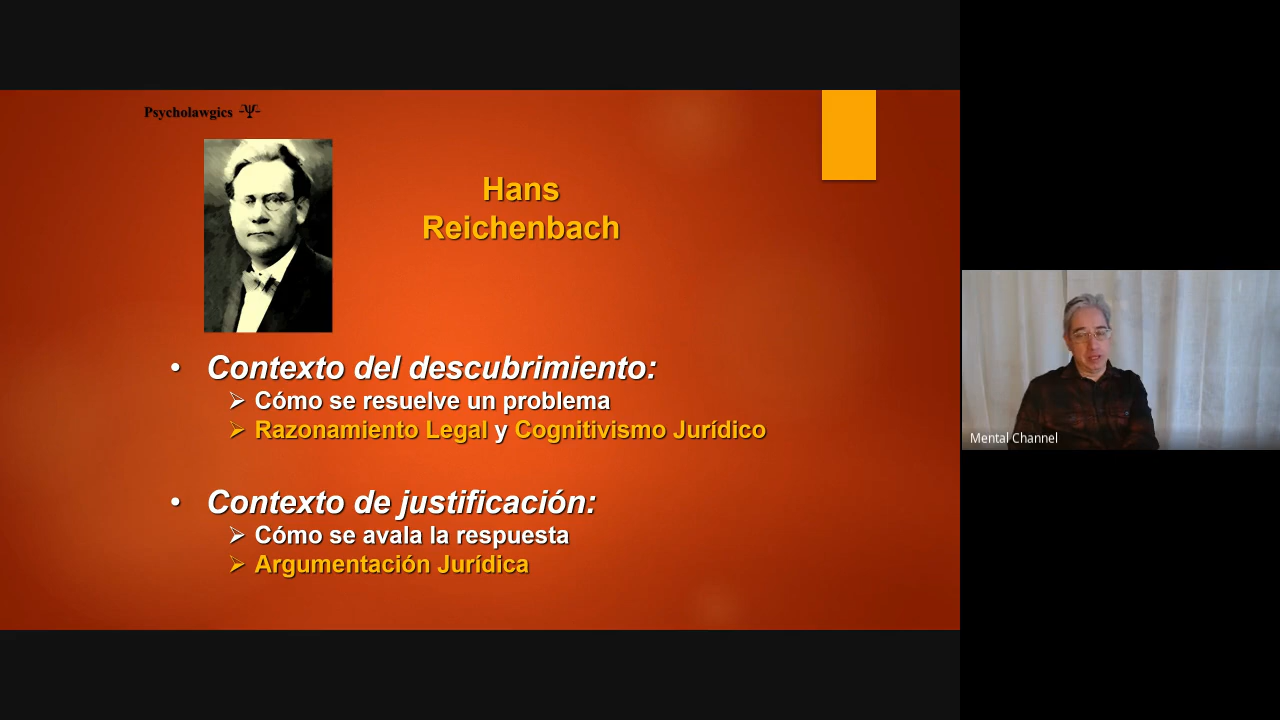 Psycholawgics
Hans
Reichenbach
• Contexto del descubrimiento:
➢ Cómo se resuelve un problema
➢ Razonamiento Legal y Cognitivismo Jurídico
• Contexto de justificación:
➢ Cómo se avala la respuesta
➢ Argumentación Jurídica
Mental Channel